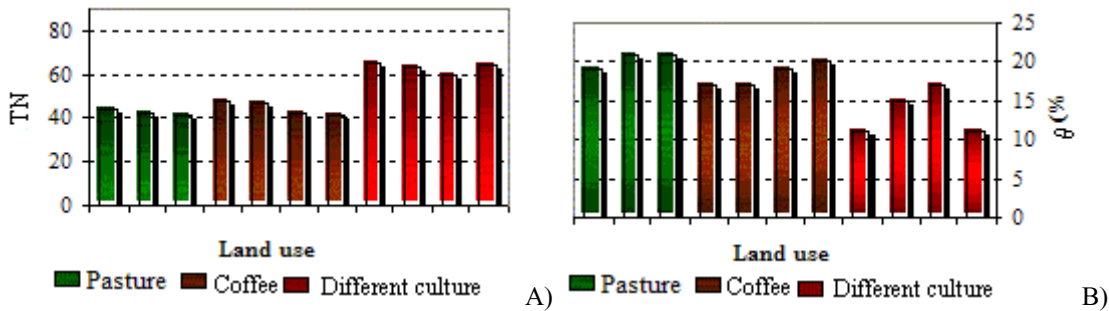 80
60
40
20
0
TN
Land use
Pasture Coffee Different culture
A)
25
20
15
10
5
0
θ (%
Land use
Pasture Coffee Different culture
B)